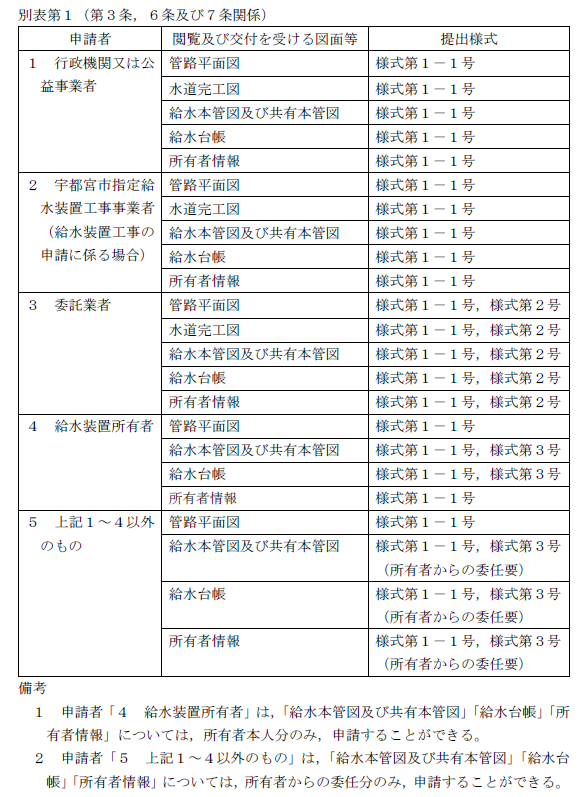 別表第１（第３条，６条及び７条関係）
申請者　閲覧及び交付を受ける図面等　提出様式
１　行政機関又は公益事業者　管路平面図　様式第１－１号
水道完工図　様式第１－１号
給水本管図及び共有本管図　様式第１－１号
給水台帳　様式第１－１号
所有者情報　様式第１－１号
２　宇都宮市指定給水装置工事事業者（給水装置工事の申請に係る場合）　管路平面図　様式第１－１号
水道完工図　様式第１－１号
給水本管図及び共有本管図　様式第１－１号
給水台帳　様式第１－１号
所有者情報　様式第１－１号
３　委託業者　管路平面図　様式第１－１号，様式第２号
水道完工図　様式第１－１号，様式第２号
給水本管図及び共有本管図　様式第１－１号，様式第２号
給水台帳　様式第１－１号，様式第２号
所有者情報　様式第１－１号，様式第２号
４　給水装置所有者　管路平面図　様式第１－１号
給水本管図及び共有本管図　様式第１－１号，様式第３号
給水台帳　様式第１－１号，様式第３号
所有者情報　様式第１－１号
５　上記１～４以外のもの　管路平面図　様式第１－１号
給水本管図及び共有本管図　様式第１－１号，様式第３号
（所有者からの委任要）
給水台帳　様式第１－１号，様式第３号
（所有者からの委任要）
所有者情報　様式第１－１号，様式第３号
（所有者からの委任要）
備考
１　申請者「４　給水装置所有者」は，「給水本管図及び共有本管図」「給水台帳」「所
有者情報」については，所有者本人分のみ，申請することができる。
２　申請者「５　上記１～４以外のもの」は，「給水本管図及び共有本管図」「給水台
帳」「所有者情報」については，所有者からの委任分のみ，申請することができる。